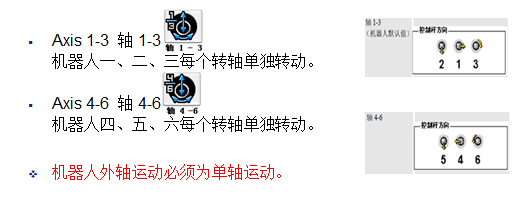 Axis 1-3 轴 1-3
轴 1 - 3
机器人一、二、三每个转轴单独转动。
Axis 4-6 轴 4-6
轴 4 -6
机器人四、五、六每个转轴单独转动。
机器人外轴运动必须为单轴运动。
轴 1-3
(机器人默认值)
控制杆方向
2 1 3
轴 4-6
控制杆方向
5 4 6